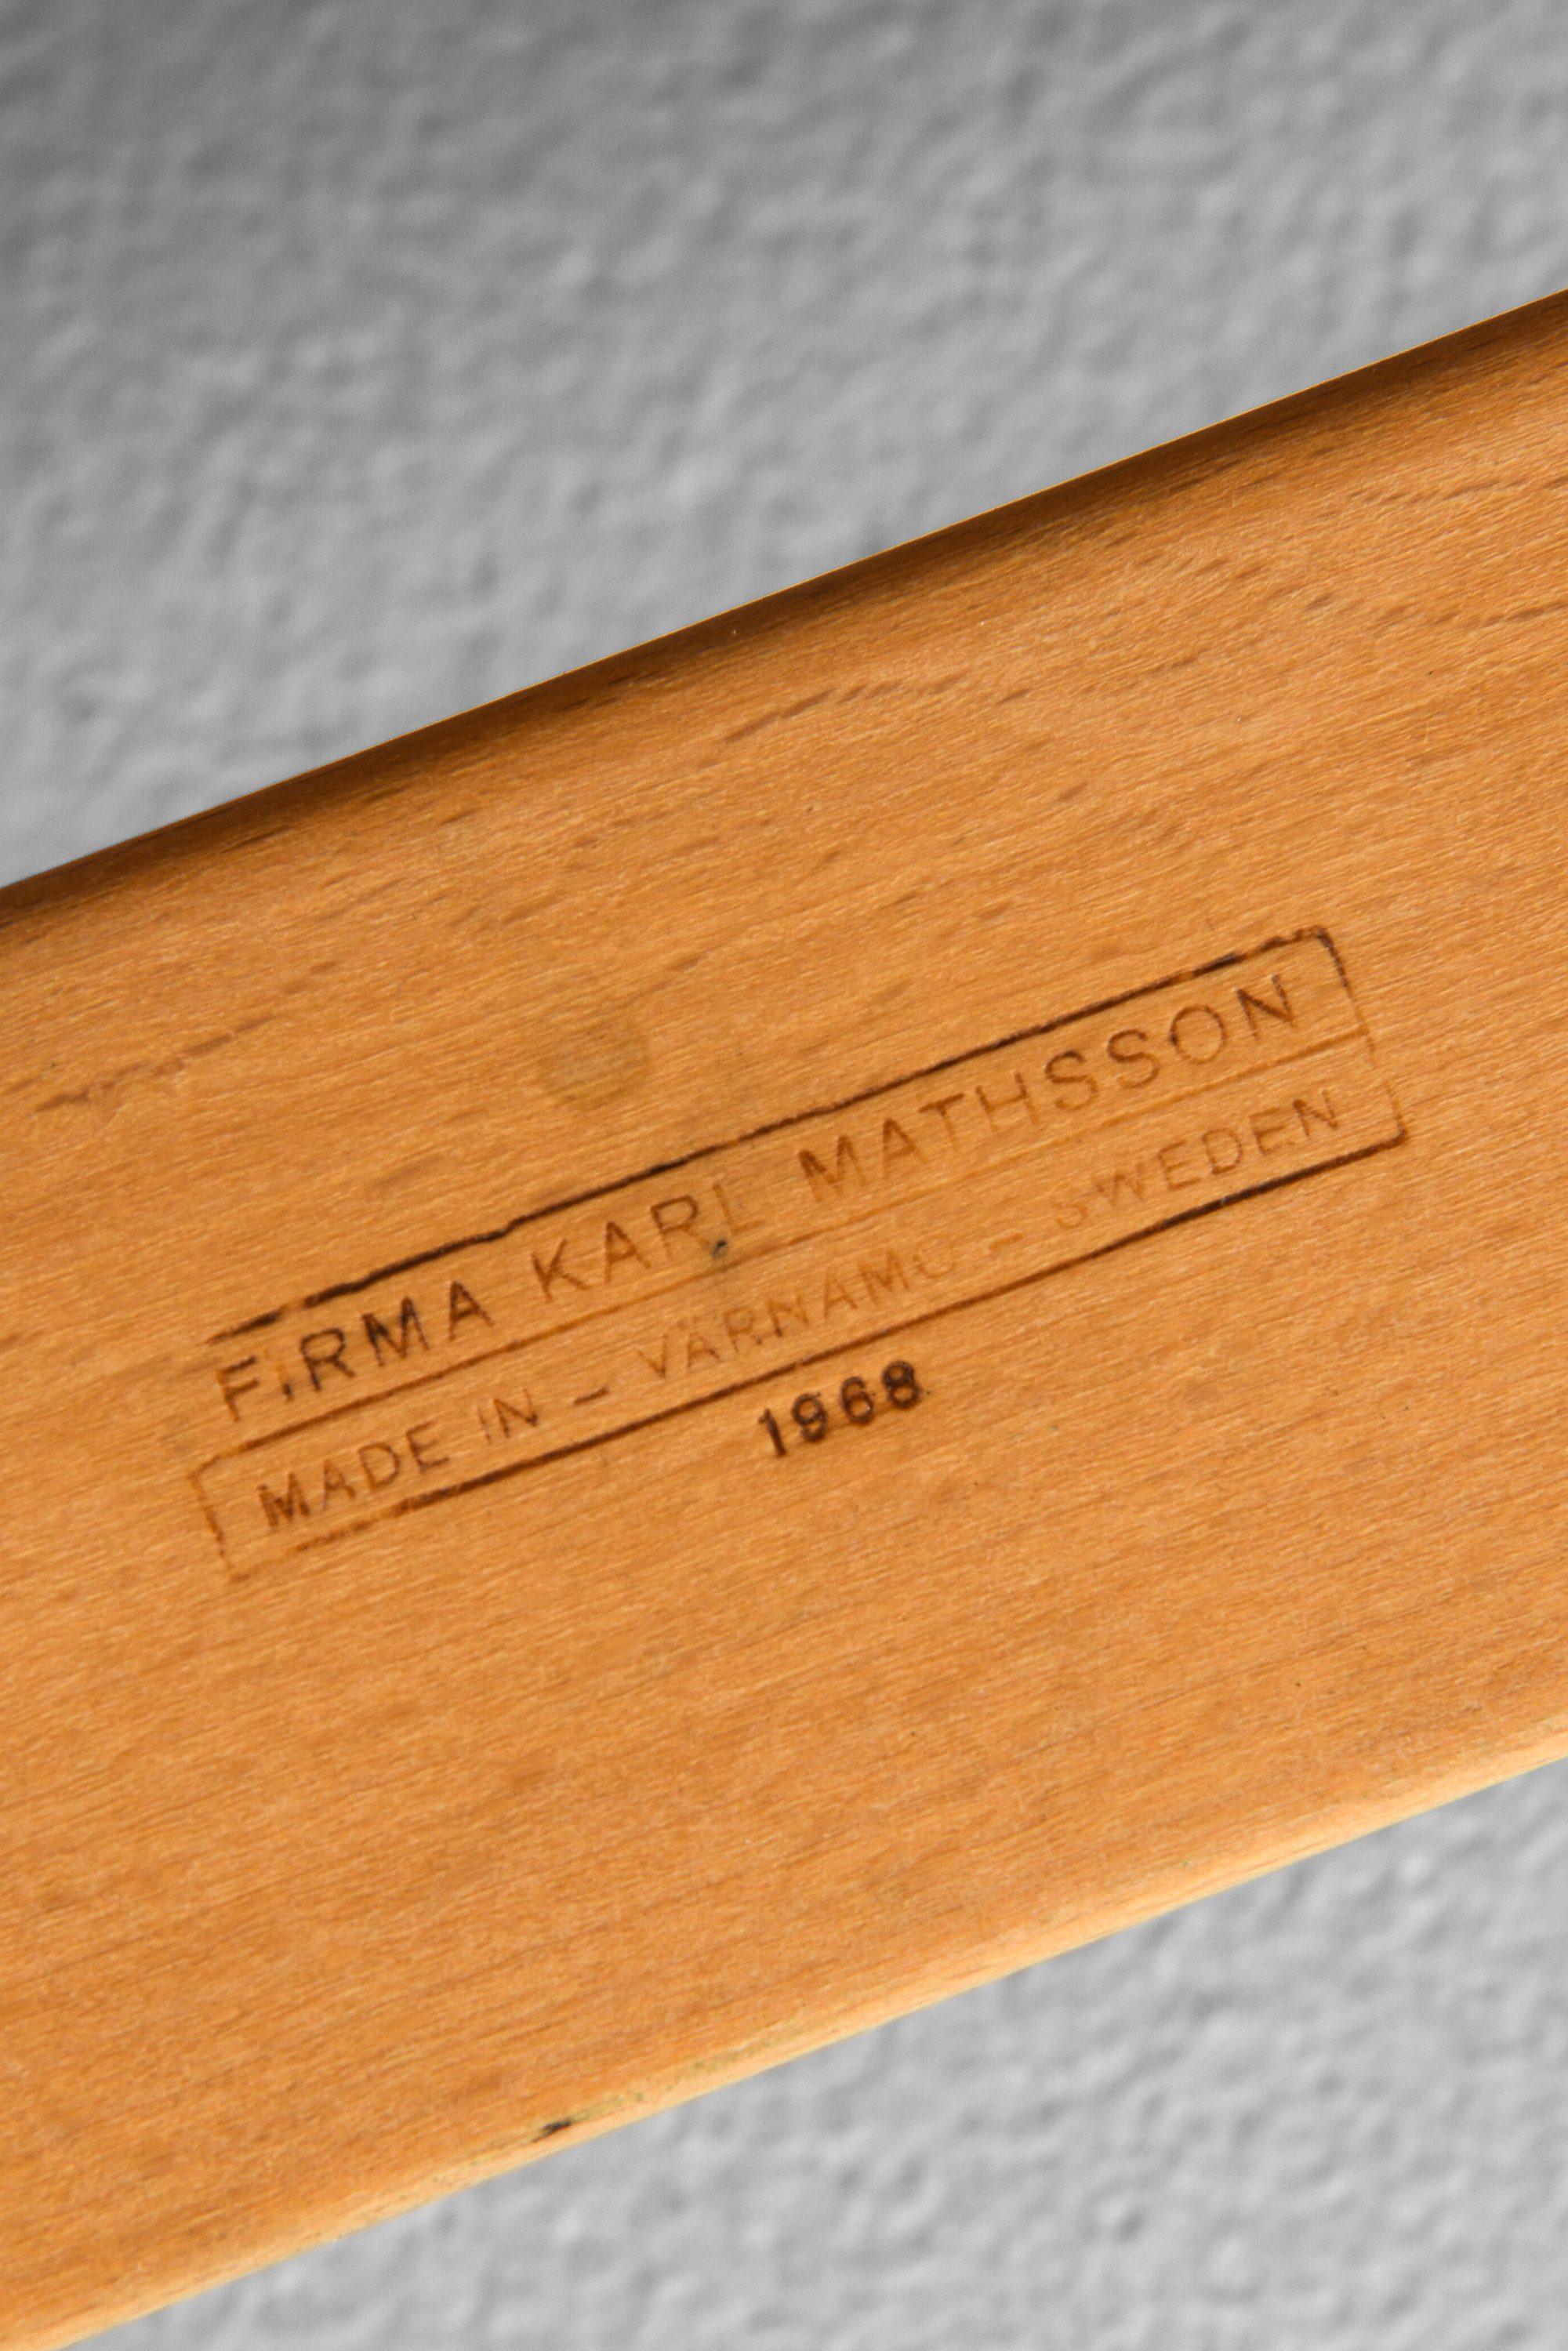 FIRMA KARL MATHSSON
MADE IN - VÄRNAMO - SWEDEN
1968